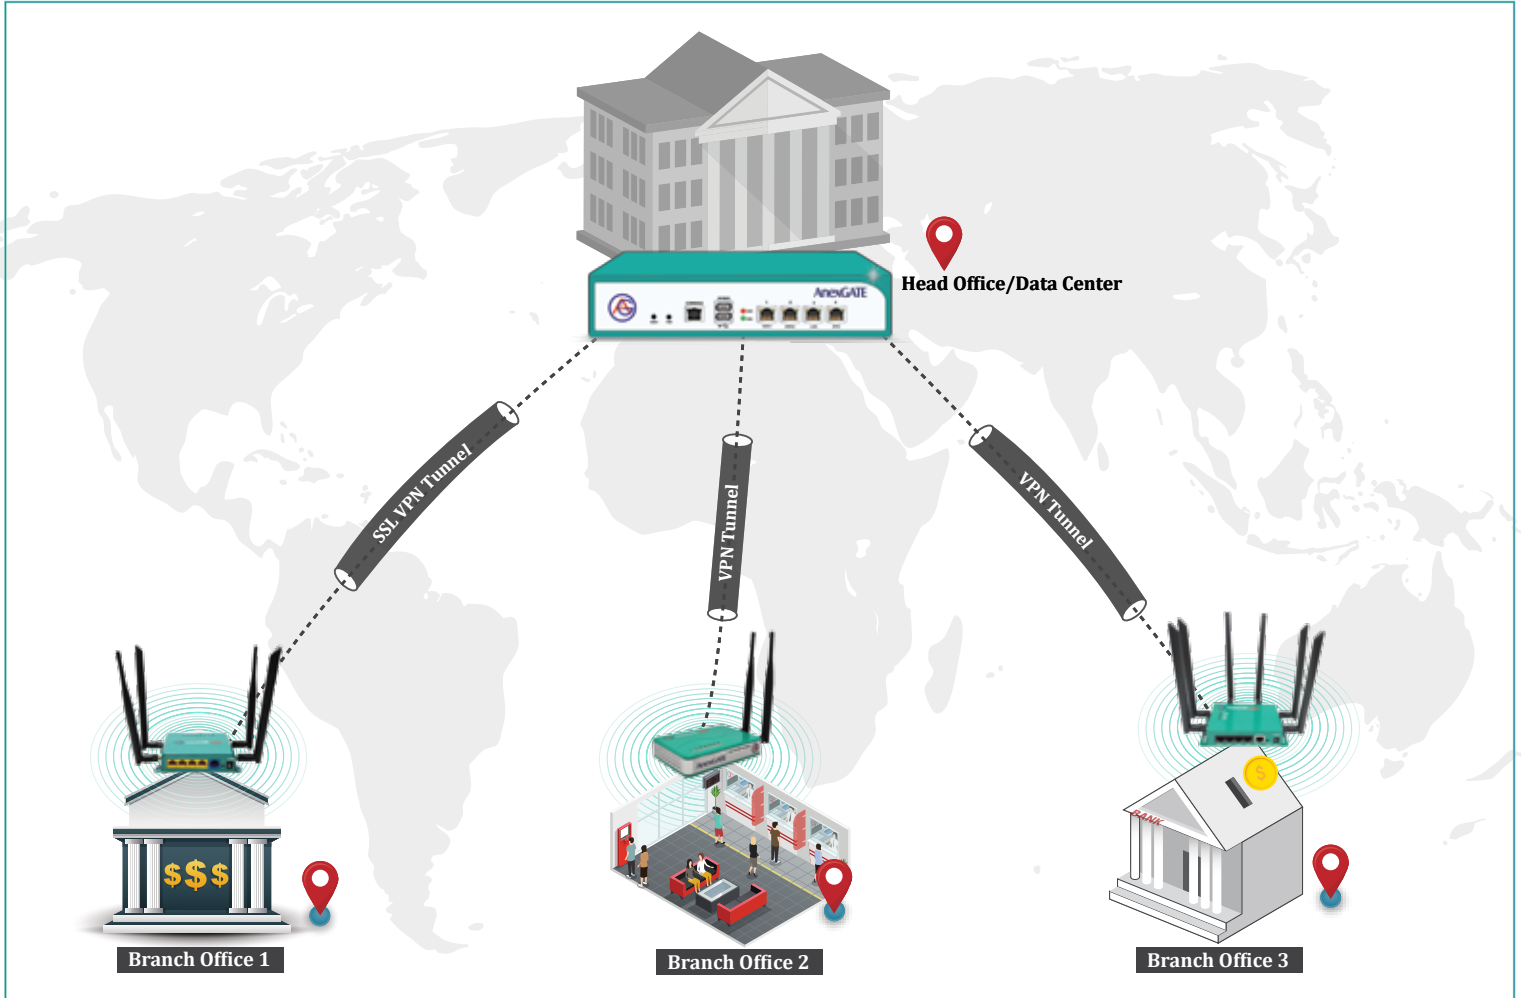 AnexGATE
Head Office/Data Center
SSL VPN Tunnel
VPN Tunnel
VPN Tunnel
AnexGATE
$$$
$
BANK
Branch Office 1
Branch Office 2
Branch Office 3